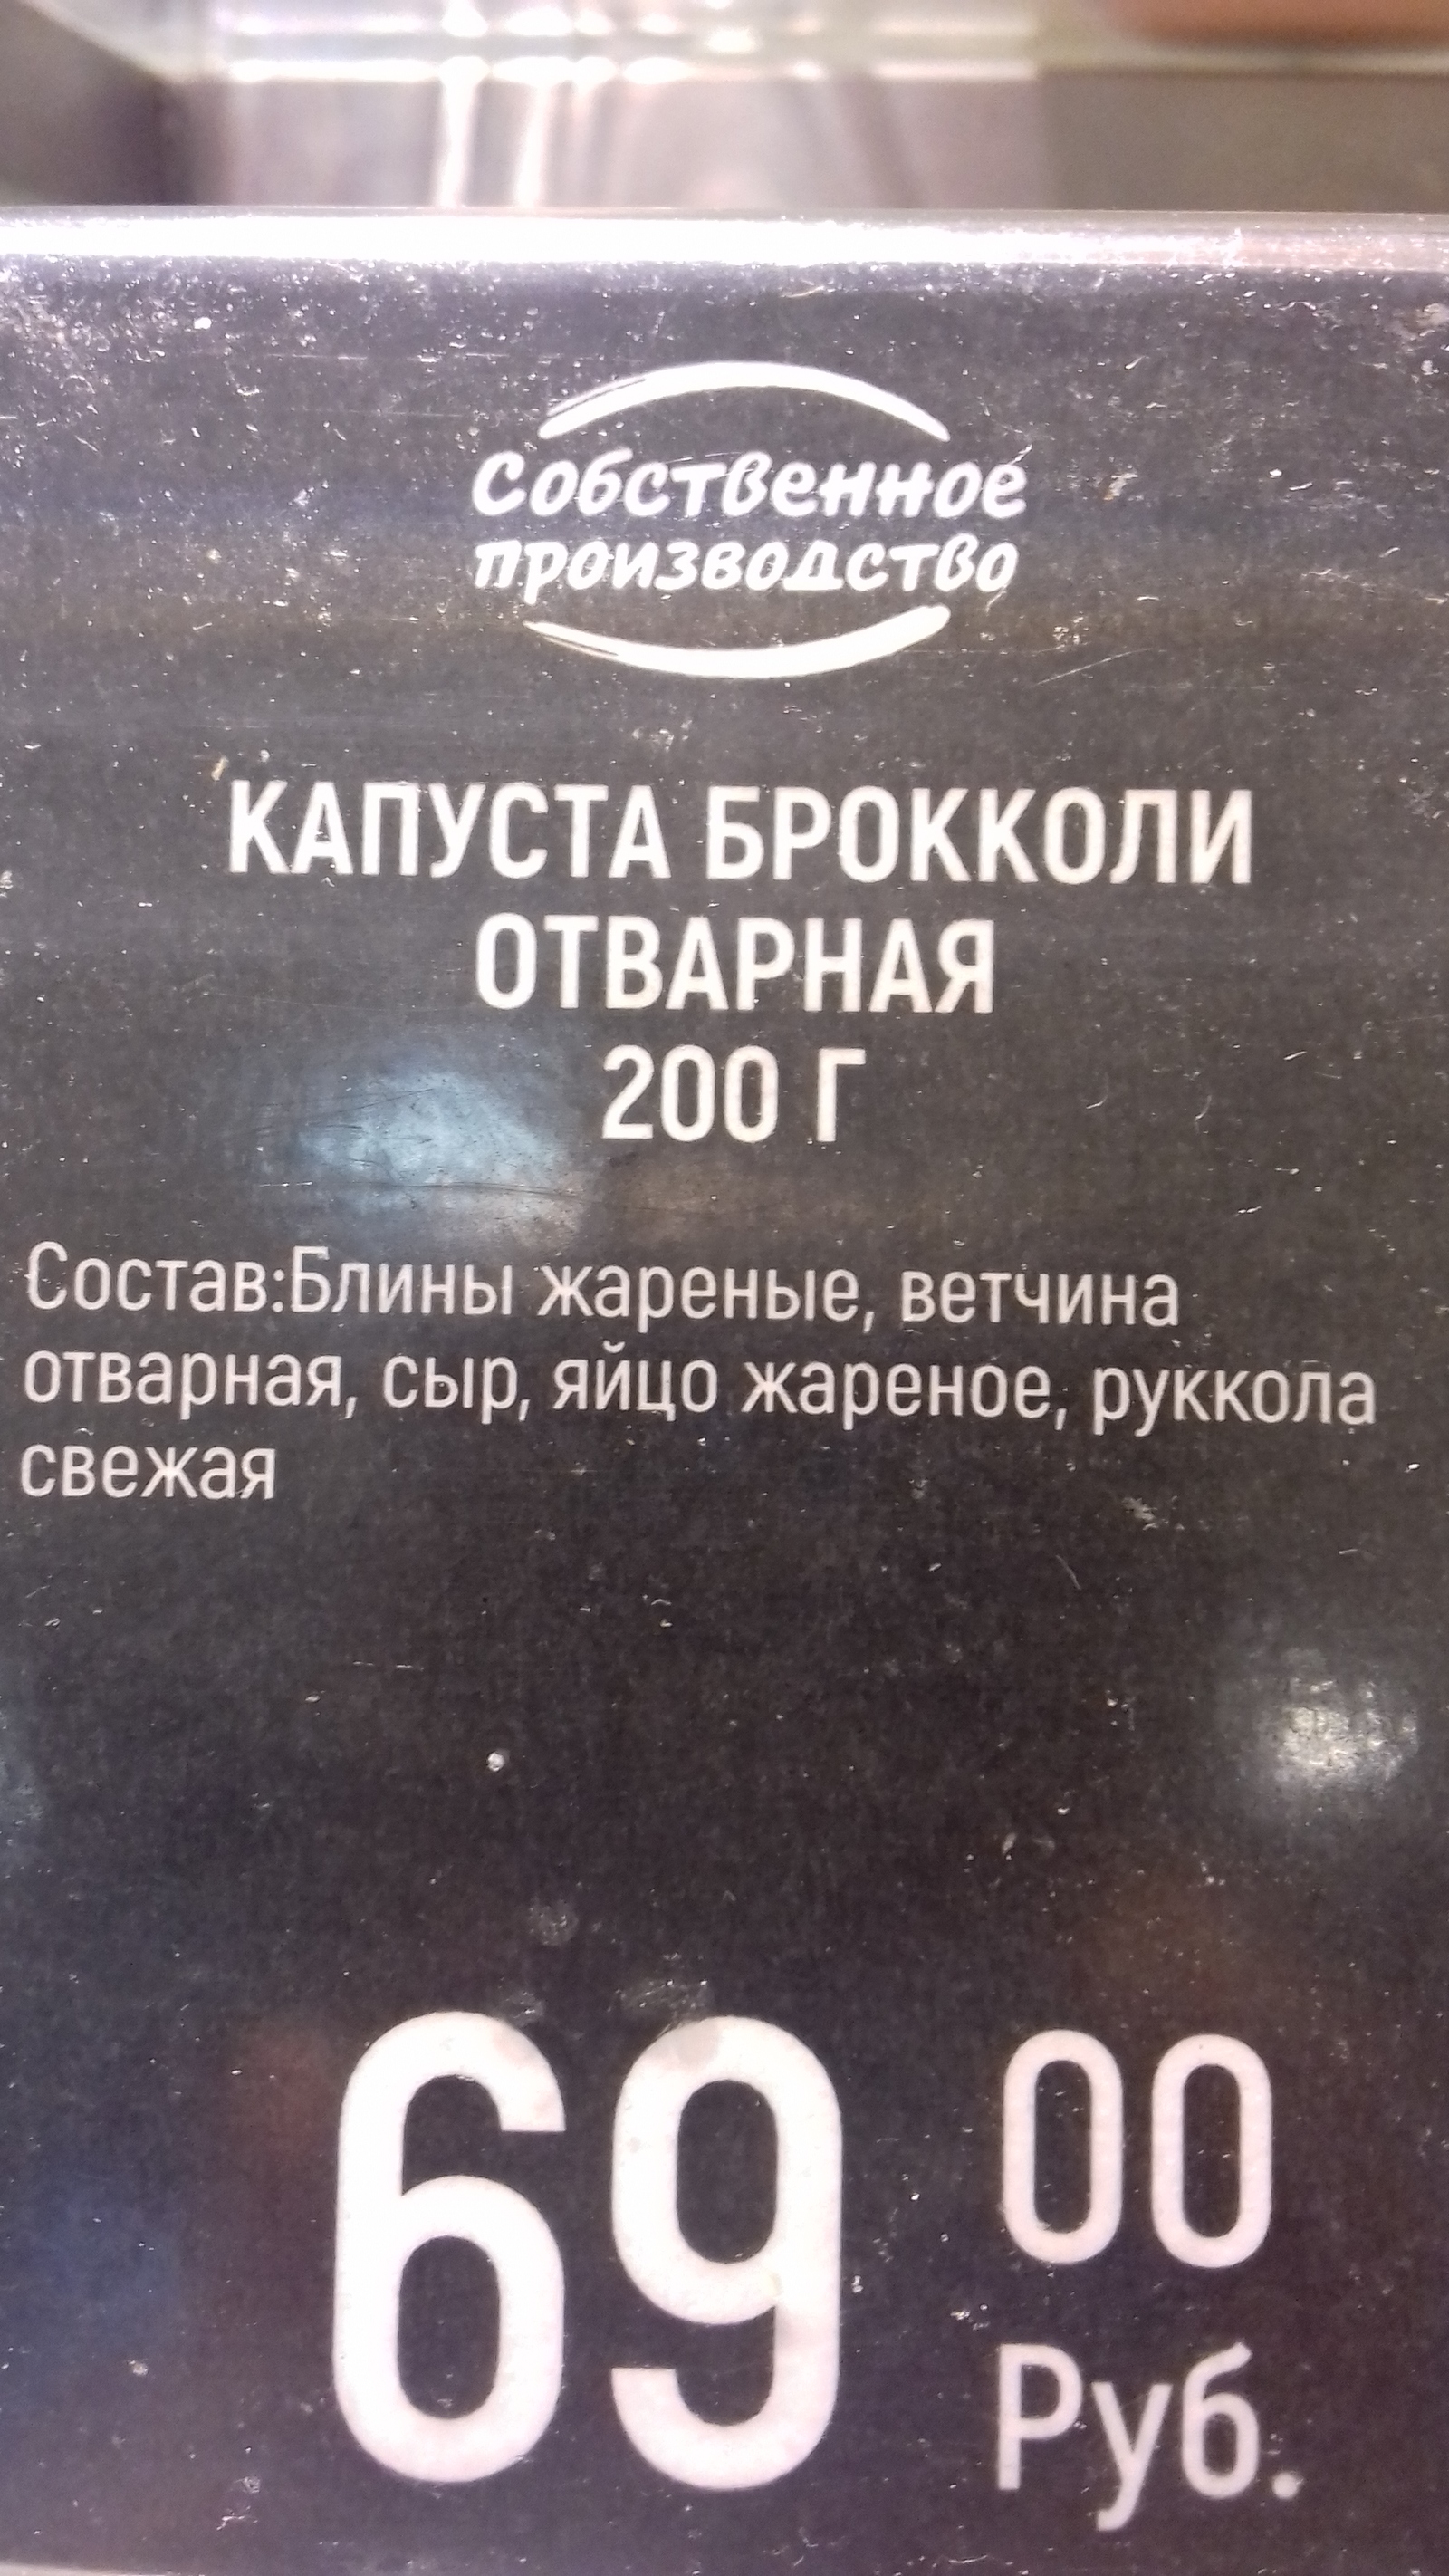 Собственное
производство
КАПУСТА БРОККОЛИ
ОТВАРНАЯ
200 Г
Состав:Блины жареные, ветчина
отварная, сыр, яйцо жареное, руккола
свежая
69 00
Руб.